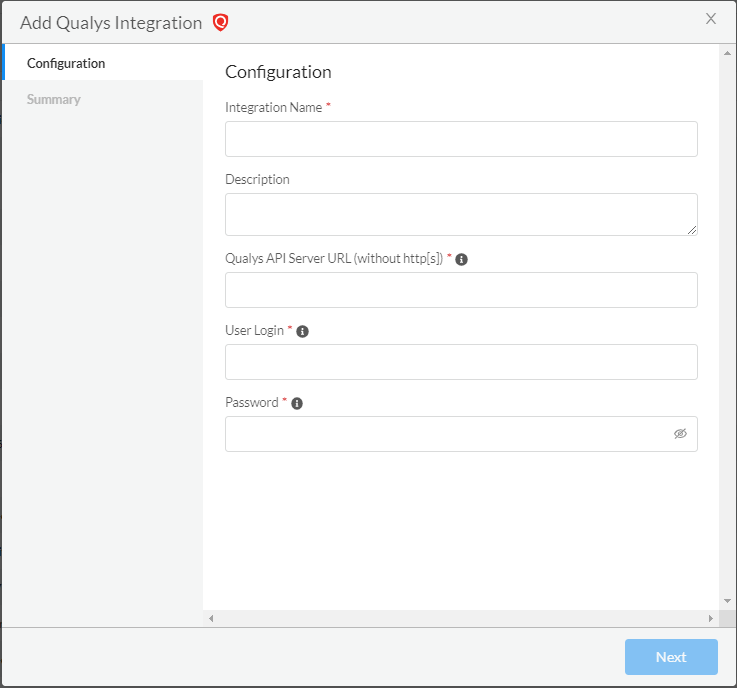 Add Qualys Integration
Configuration
Summary
Configuration
Integration Name *
Description
Qualys API Server URL (without http[s]) *
User Login *
Password *
Next